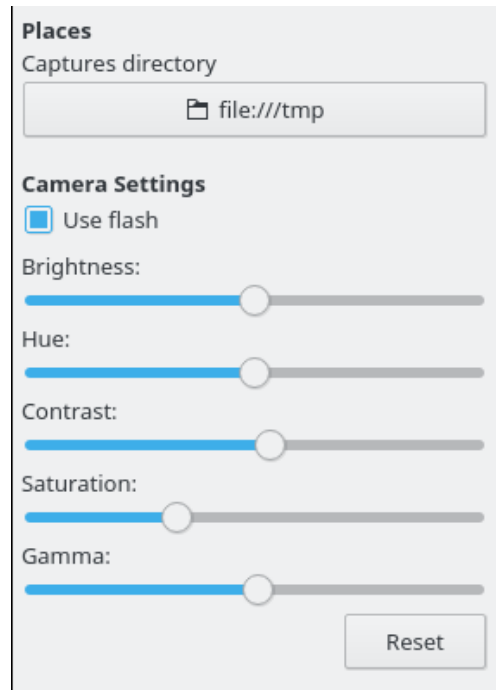 Places
Captures directory
file:///tmp
Camera Settings
Use flash
Brightness:
Hue:
Contrast:
Saturation:
Gamma:
Reset